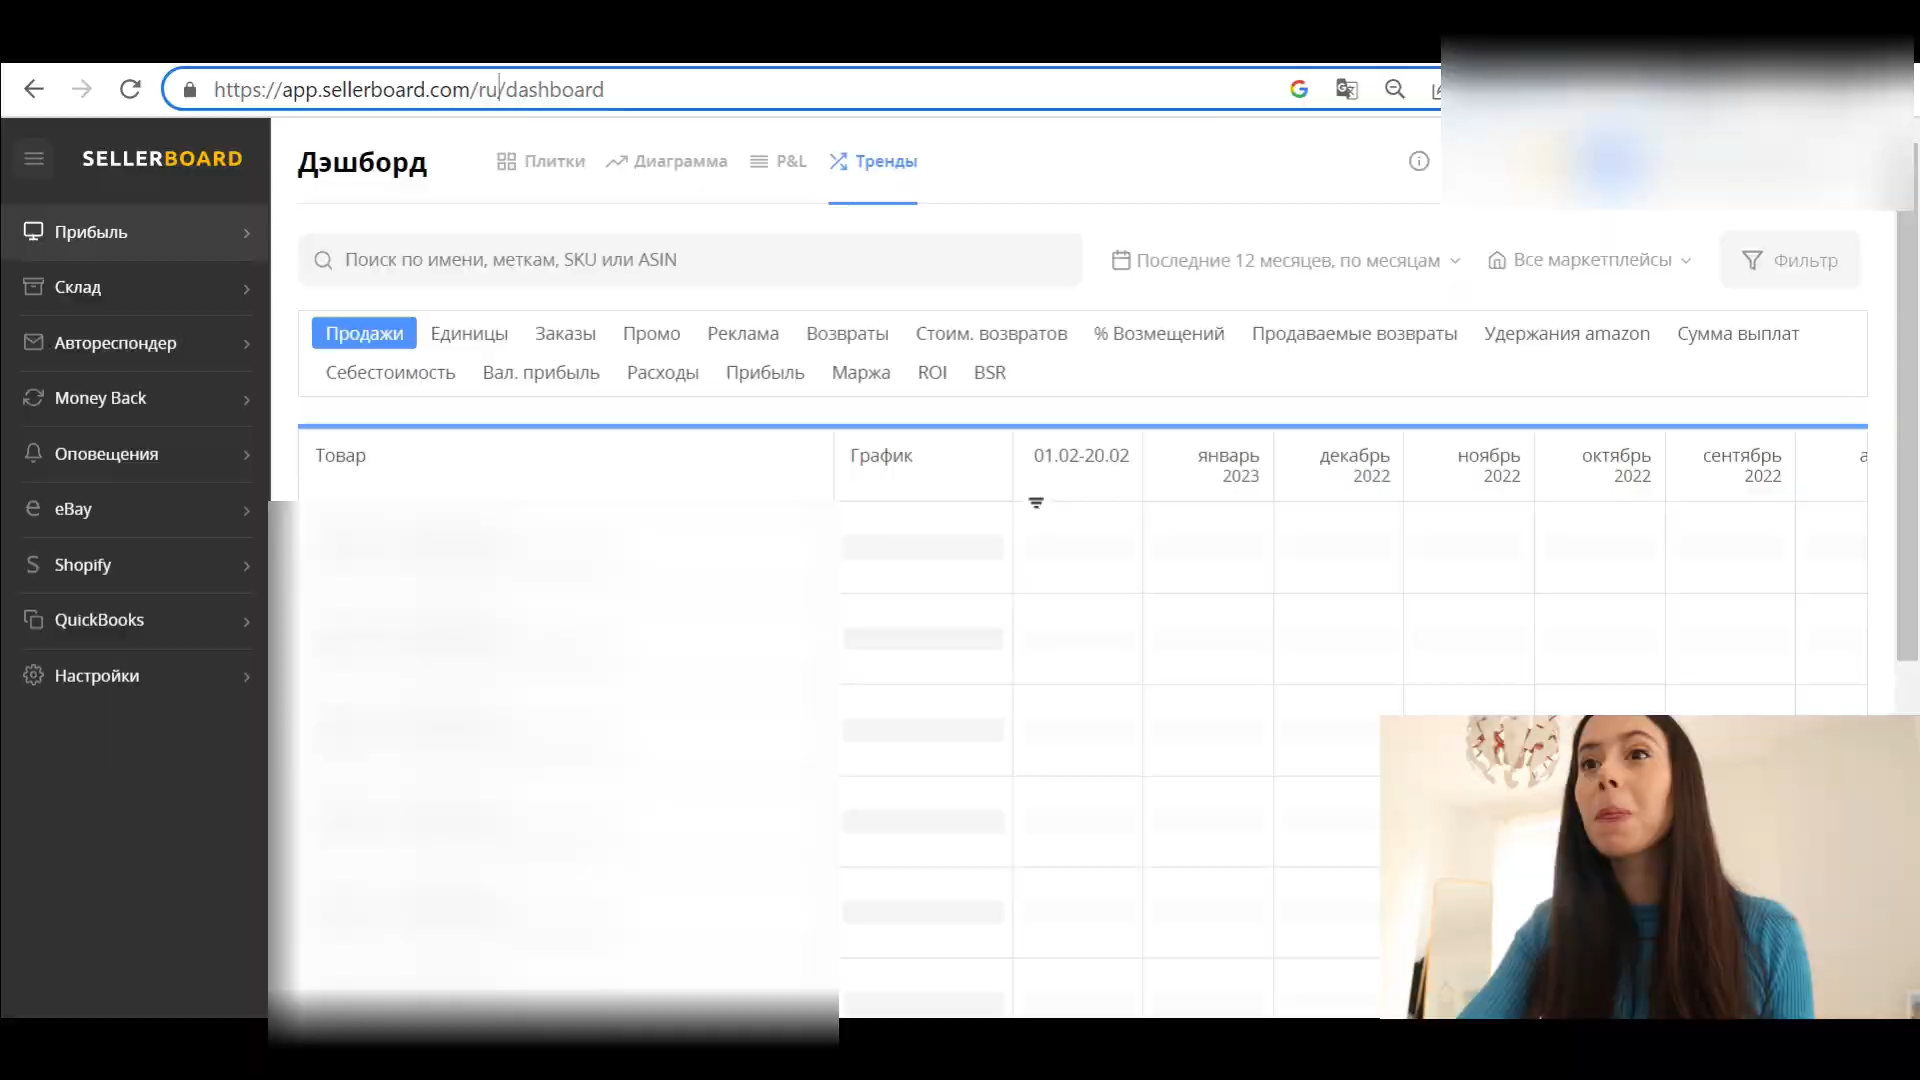 https://app.sellerboard.com/ru/dashboard
SELLERBOARD
Дэшборд
Плитки
Диаграмма
P&L
Тренды
Прибыль
Склад
Автореспондер
Money Back
Оповещения
eBay
Shopify
QuickBooks
Настройки
Поиск по имени, меткам, SKU или ASIN
Последние 12 месяцев, по месяцам
Все маркетплейсы
Фильтр
Продажи Единицы Заказы Промо Реклама Возвраты Стоим. возвратов % Возмещений Продаваемые возвраты Удержания amazon Сумма выплат
Себестоимость Вал. прибыль Расходы Прибыль Маржа ROI BSR
Товар
График
01.02-20.02
январь
2023
декабрь
2022
ноябрь
2022
октябрь
2022
сентябрь
2022